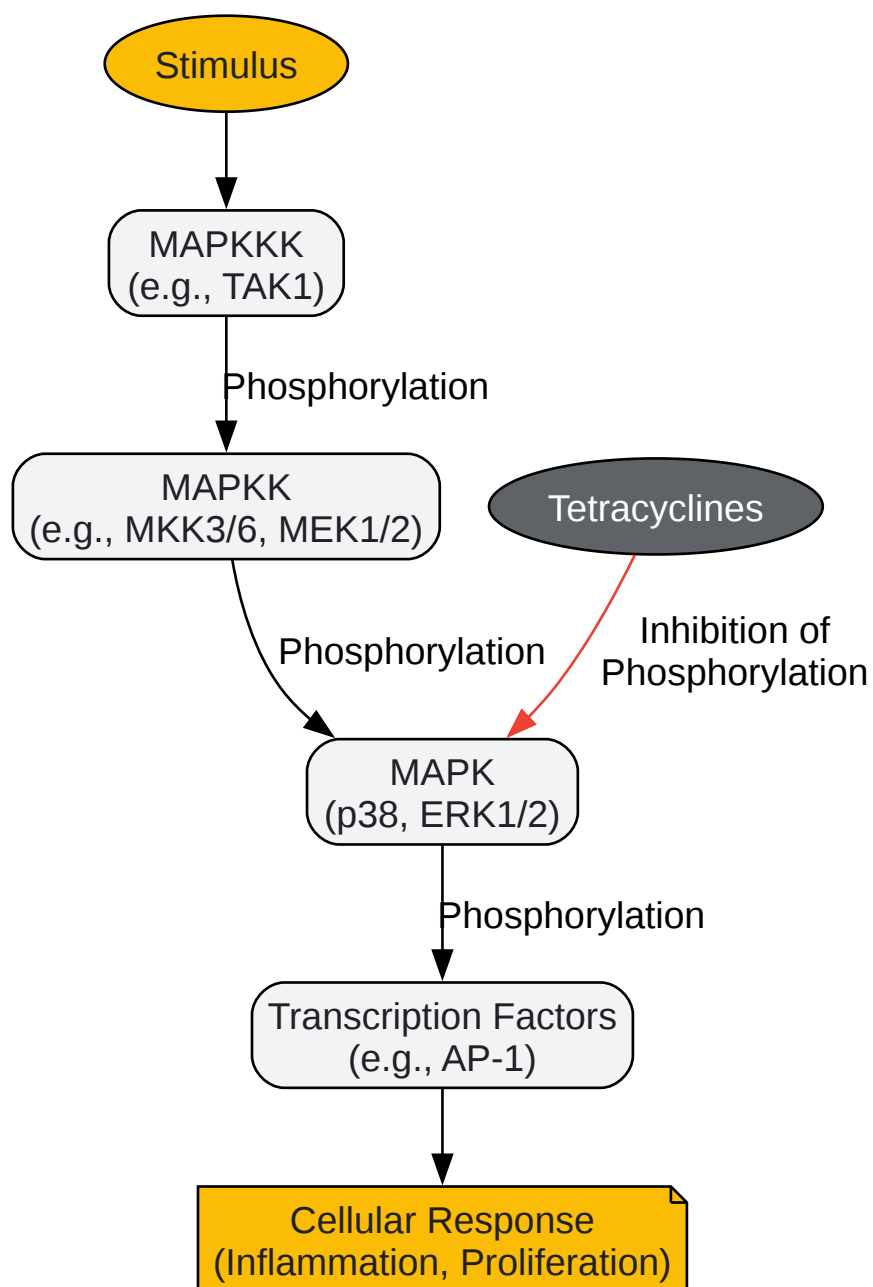 Stimulus
MAPKKK
(e.g., TAK1)
Phosphorylation
MAPKK
(e.g., MKK3/6, MEK1/2)
Tetracyclines
Phosphorylation
Inhibition of
Phosphorylation
MAPK
(p38, ERK1/2)
Phosphorylation
Transcription Factors
(e.g., AP-1)
Cellular Response
(Inflammation, Proliferation)